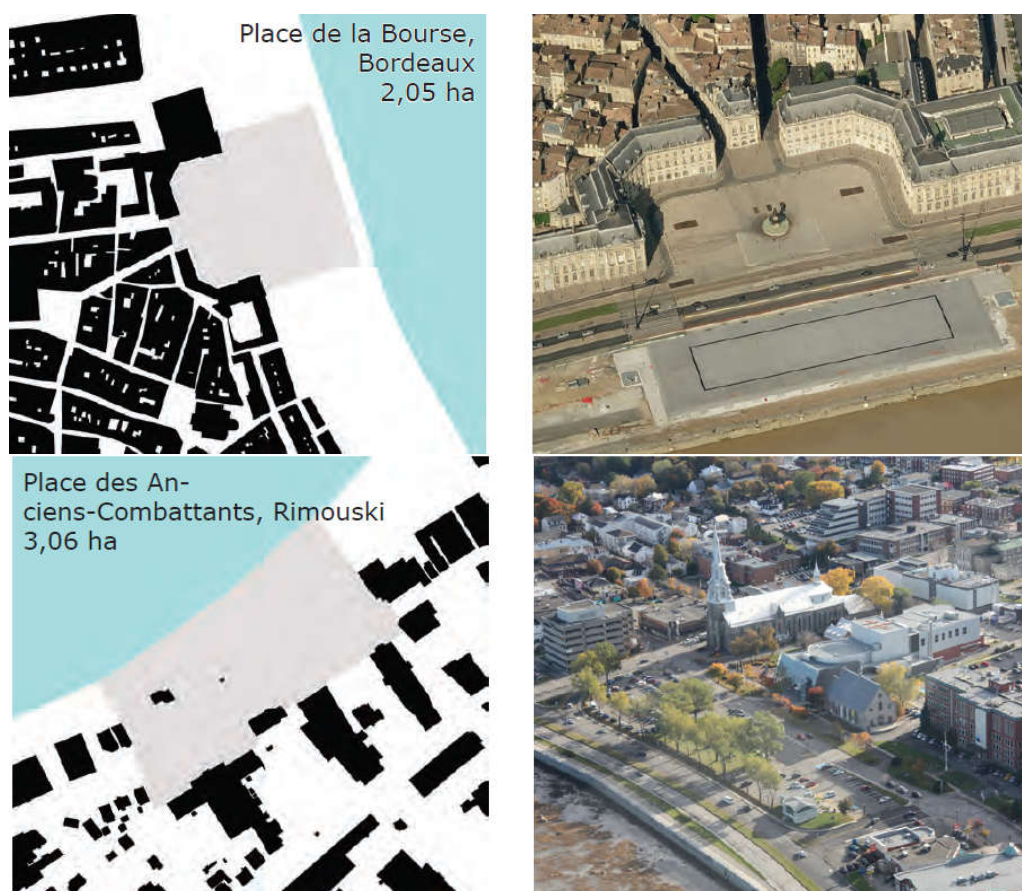 Place de la Bourse,
Bordeaux
2,05 ha
Place des An-
ciens-Combattants, Rimouski
3,06 ha